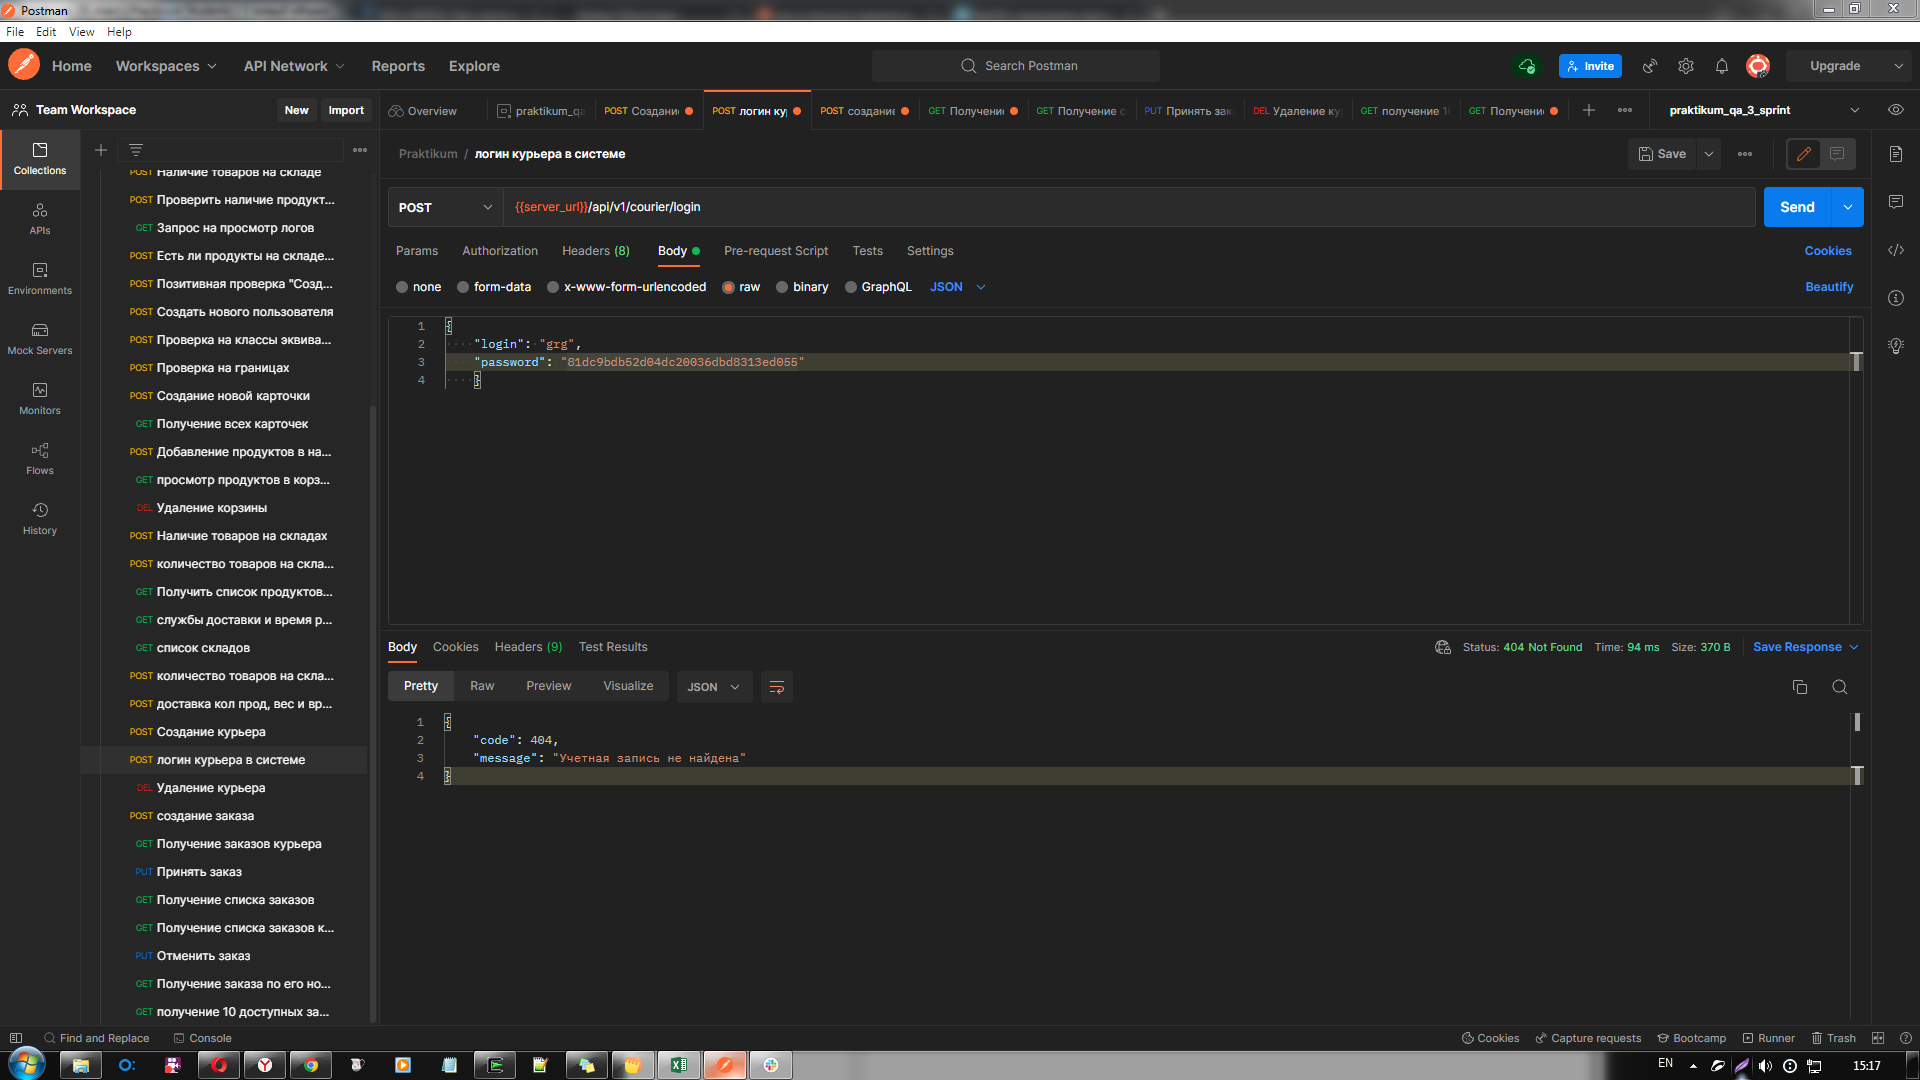 Postman
File Edit View Help
Home Workspaces API Network Reports Explore Search Postman Invite Upgrade
Team Workspace New Import Overview praktikum_qa POST Создани POST логин ку POST создание GET Получени GET Получение с PUT Принять зак DEL Удаление ку GET получение 1 GET Получени praktikum_qa_3_sprint
Praktikum / логин курьера в системе Save
Collections
APIs
Environments
Mock Servers
Monitors
Flows
History
POST Наличие товаров на складе
POST Проверить наличие продукт...
GET Запрос на просмотр логов
POST Есть ли продукты на складе...
POST Позитивная проверка "Созд...
POST Создать нового пользователя
POST Проверка на классы эквива...
POST Проверка на границах
POST Создание новой карточки
GET Получение всех карточек
POST Добавление продуктов в на...
GET просмотр продуктов в корз...
DEL Удаление корзины
POST Наличие товаров на складах
POST количество товаров на скла...
GET Получить список продуктов...
GET службы доставки и время р...
GET список складов
POST количество товаров на скла...
POST доставка кол прод, вес и вр...
POST Создание курьера
POST логин курьера в системе
DEL Удаление курьера
POST создание заказа
GET Получение заказов курьера
PUT Принять заказ
GET Получение списка заказов
GET Получение списка заказов к...
PUT Отменить заказ
GET Получение заказа по его но...
GET получение 10 доступных за...
POST {{server_url}}/api/v1/courier/login Send
Params Authorization Headers (8) Body Pre-request Script Tests Settings Cookies
none form-data x-www-form-urlencoded raw binary GraphQL JSON Beautify
1 {
2 "login": "grg",
3 "password": "81dc9bdb52d04dc20036dbd8313ed055"
4 }
Body Cookies Headers (9) Test Results Status: 404 Not Found Time: 94 ms Size: 370 B Save Response
Pretty Raw Preview Visualize JSON
1 {
2 "code": 404,
3 "message": "Учетная запись не найдена"
4 }
Find and Replace Console Cookies Capture requests Bootcamp Runner Trash
EN 15:17